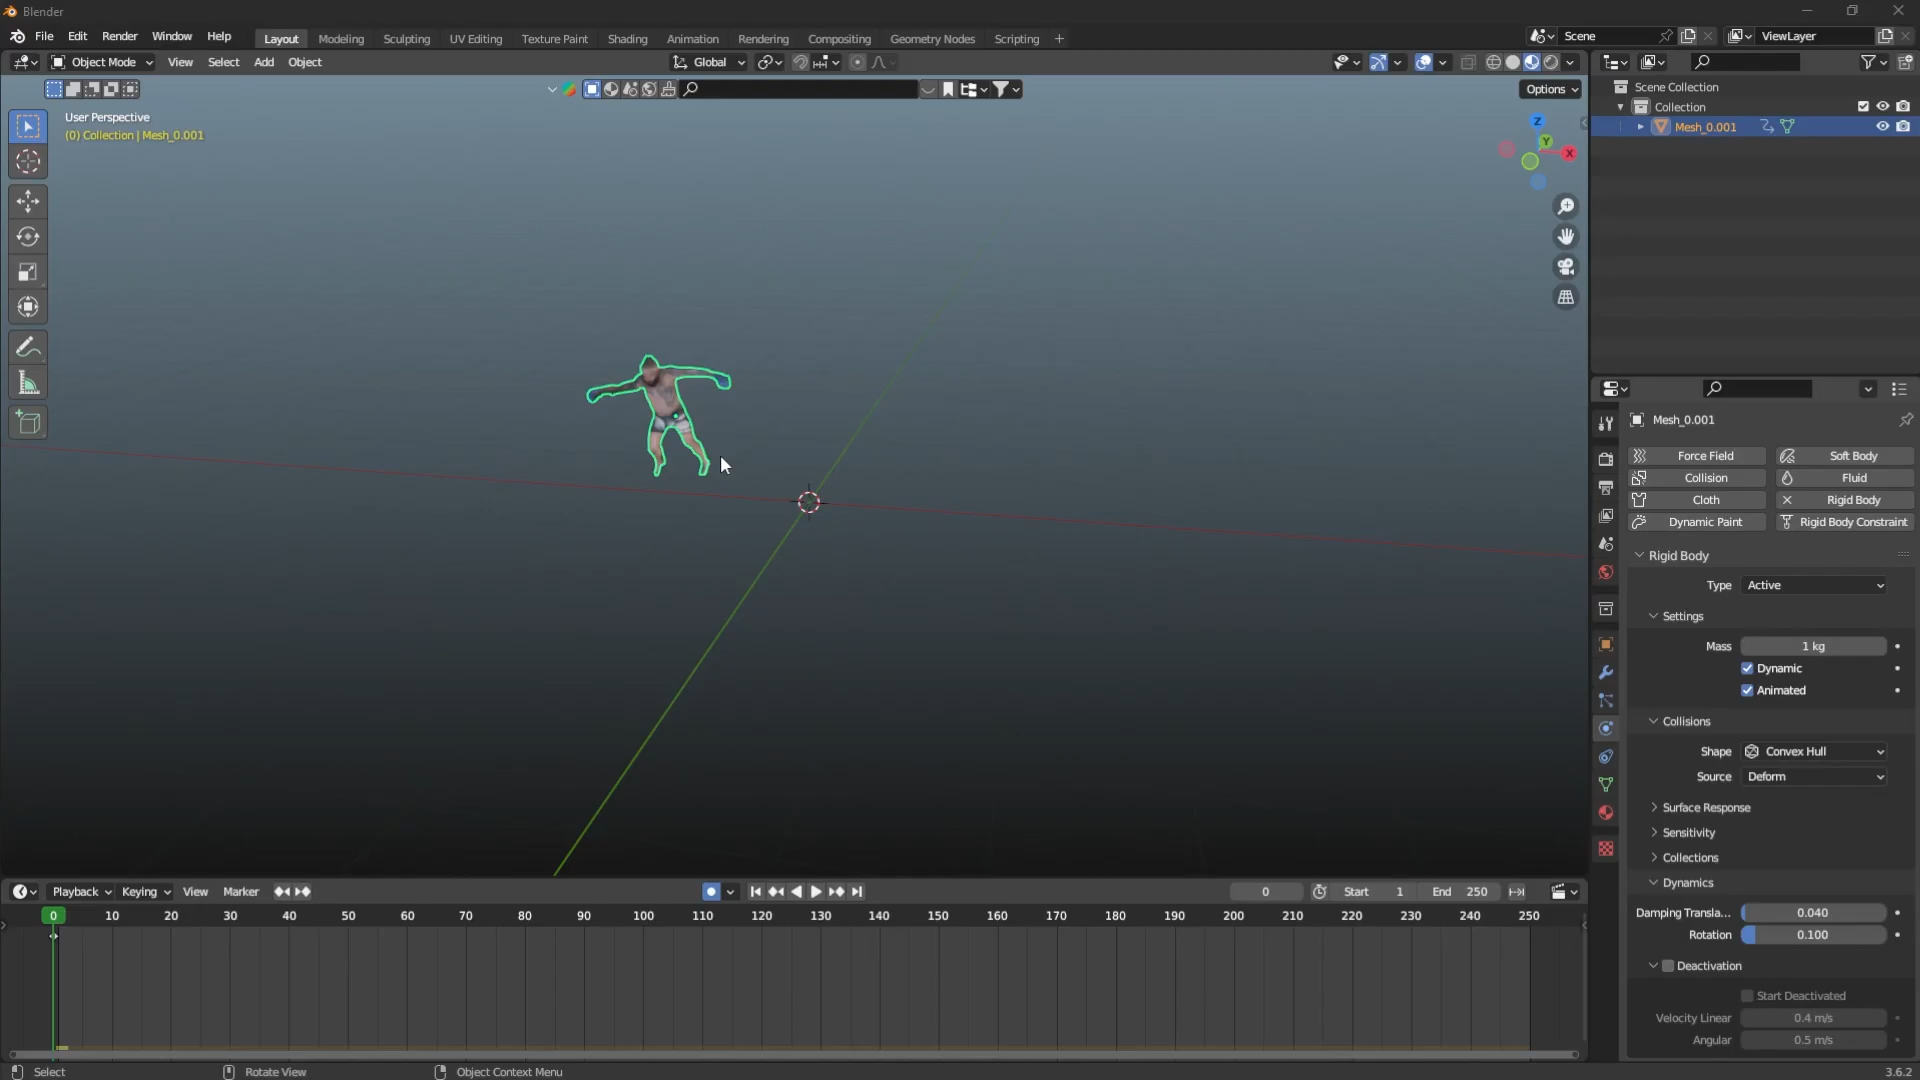 Blender
File Edit Render Window Help
Layout Modeling Sculpting UV Editing Texture Paint Shading Animation Rendering Compositing Geometry Nodes Scripting +
Scene
ViewLayer
Object Mode View Select Add Object
Global
Options
User Perspective
(0) Collection | Mesh_0.001
Z
Y
X
Scene Collection
Collection
Mesh_0.001
Mesh_0.001
Force Field Soft Body
Collision Fluid
Cloth Rigid Body
Dynamic Paint Rigid Body Constraint
Rigid Body
Type Active
Settings
Mass 1 kg
Dynamic
Animated
Collisions
Shape Convex Hull
Source Deform
Surface Response
Sensitivity
Collections
Dynamics
Damping Transla... 0.040
Rotation 0.100
Deactivation
Start Deactivated
Velocity Linear 0.4 m/s
Angular 0.5 m/s
Playback Keying View Marker
0 Start 1 End 250
0 10 20 30 40 50 60 70 80 90 100 110 120 130 140 150 160 170 180 190 200 210 220 230 240 250
Select Rotate View Object Context Menu
3.6.2